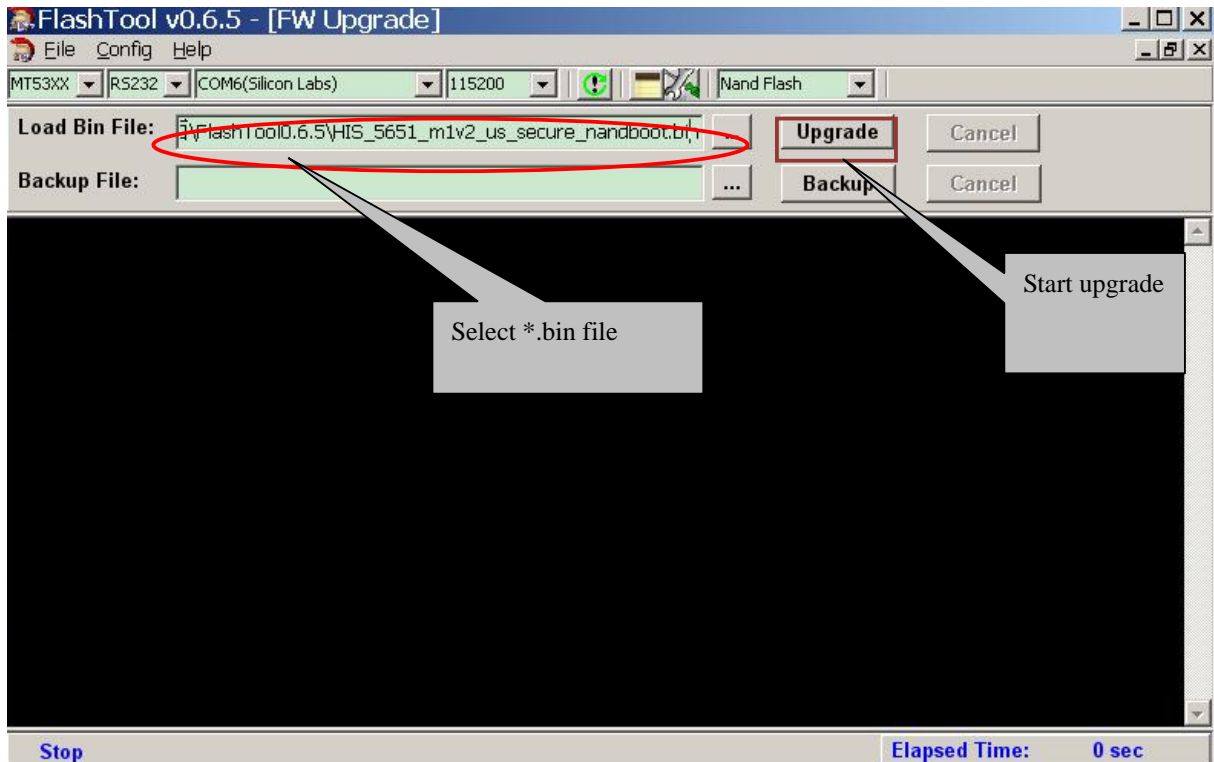 FlashTool v0.6.5 - [FW Upgrade]
File Config Help
MT53XX RS232 COM6(Silicon Labs) 115200 Nand Flash
Load Bin File: \FlashTool0.6.5\HIS_5651_m1v2_us_secure_nandboot.bin ... Upgrade Cancel
Backup File: ... Backup Cancel
Start upgrade
Select *.bin file
Stop Elapsed Time: 0 sec